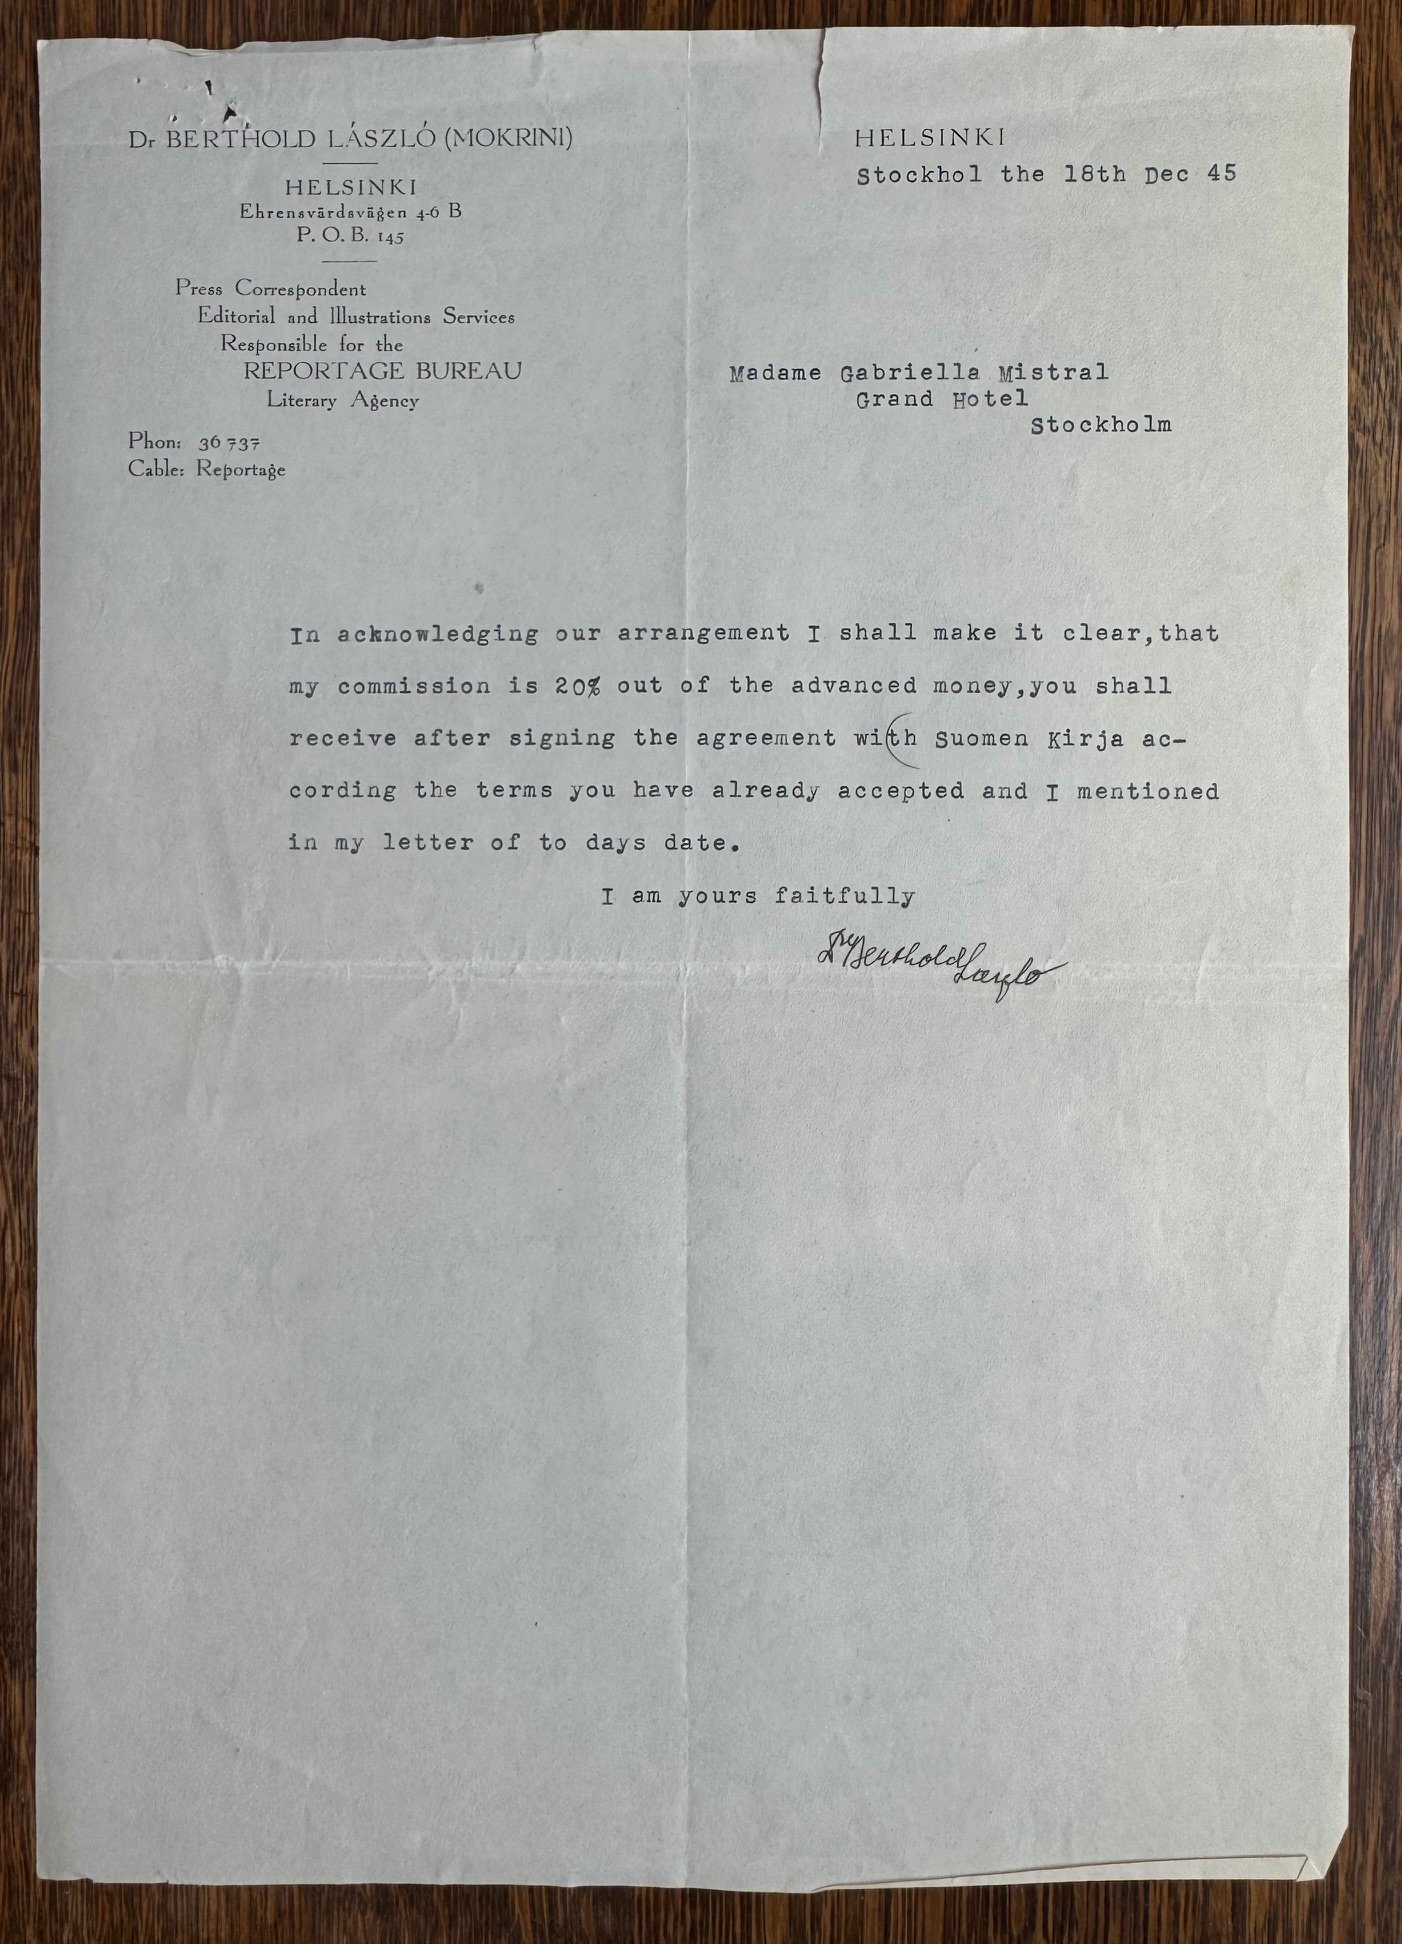 Dr BERTHOLD LÁSZLÓ (MOKRINI)
HELSINKI
Ehrensvärdsvägen 4-6 B
P. O. B. 145
Press Correspondent
Editorial and Illustrations Services
Responsible for the
REPORTAGE BUREAU
Literary Agency
Phon: 36 737
Cable: Reportage
HELSINKI
Stockhol the 18th Dec 45
Madame Gabriella Mistral
Grand Hotel
Stockholm
In acknowledging our arrangement I shall make it clear,that
my commission is 20% out of the advanced money,you shall
receive after signing the agreement with Suomen Kirja ac-
cording the terms you have already accepted and I mentioned
in my letter of to days date.
I am yours faitfully
Dr Berthold Laszlo